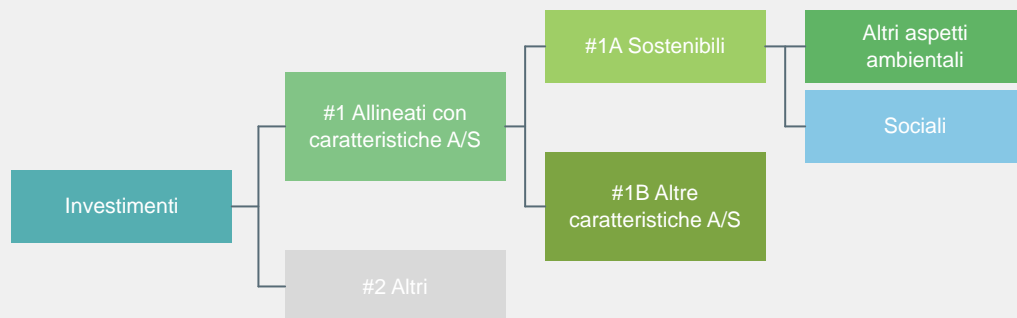 #1A Sostenibili
Altri aspetti
ambientali
#1 Allineati con
caratteristiche A/S
Sociali
Investimenti
#1B Altre
caratteristiche A/S
#2 Altri